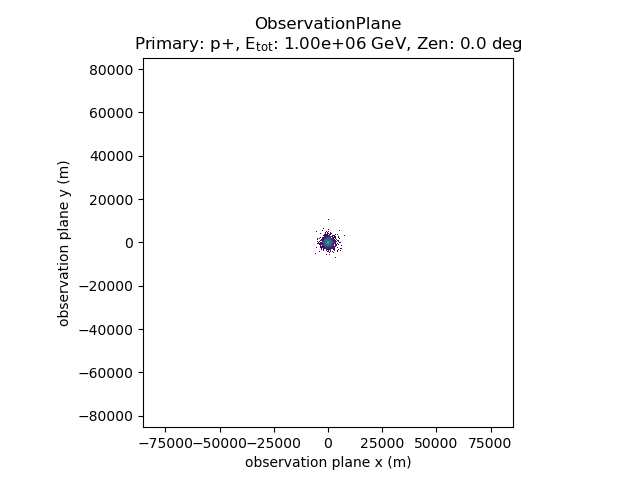 ObservationPlane
Primary: p+, Etot: 1.00e+06 GeV, Zen: 0.0 deg
80000
60000
40000
20000
0
−20000
−40000
−60000
−80000
observation plane y (m)
−75000 −50000 −25000 0 25000 50000 75000
observation plane x (m)